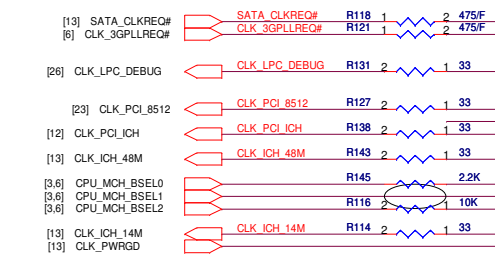 [13] SATA_CLKREQ# SATA_CLKREQ# R118 1 2 475/F
[6] CLK_3GPLLREQ# CLK_3GPLLREQ# R121 1 2 475/F
[26] CLK_LPC_DEBUG CLK_LPC_DEBUG R131 2 1 33
[23] CLK_PCI_8512 CLK_PCI_8512 R127 2 1 33
[12] CLK_PCI_ICH CLK_PCI_ICH R138 2 1 33
[13] CLK_ICH_48M CLK_ICH_48M R143 2 1 33
[3,6] CPU_MCH_BSEL0 R145 2.2K
[3,6] CPU_MCH_BSEL1
[3,6] CPU_MCH_BSEL2 R116 2 1 10K
[13] CLK_ICH_14M CLK_ICH_14M R114 2 1 33
[13] CLK_PWRGD